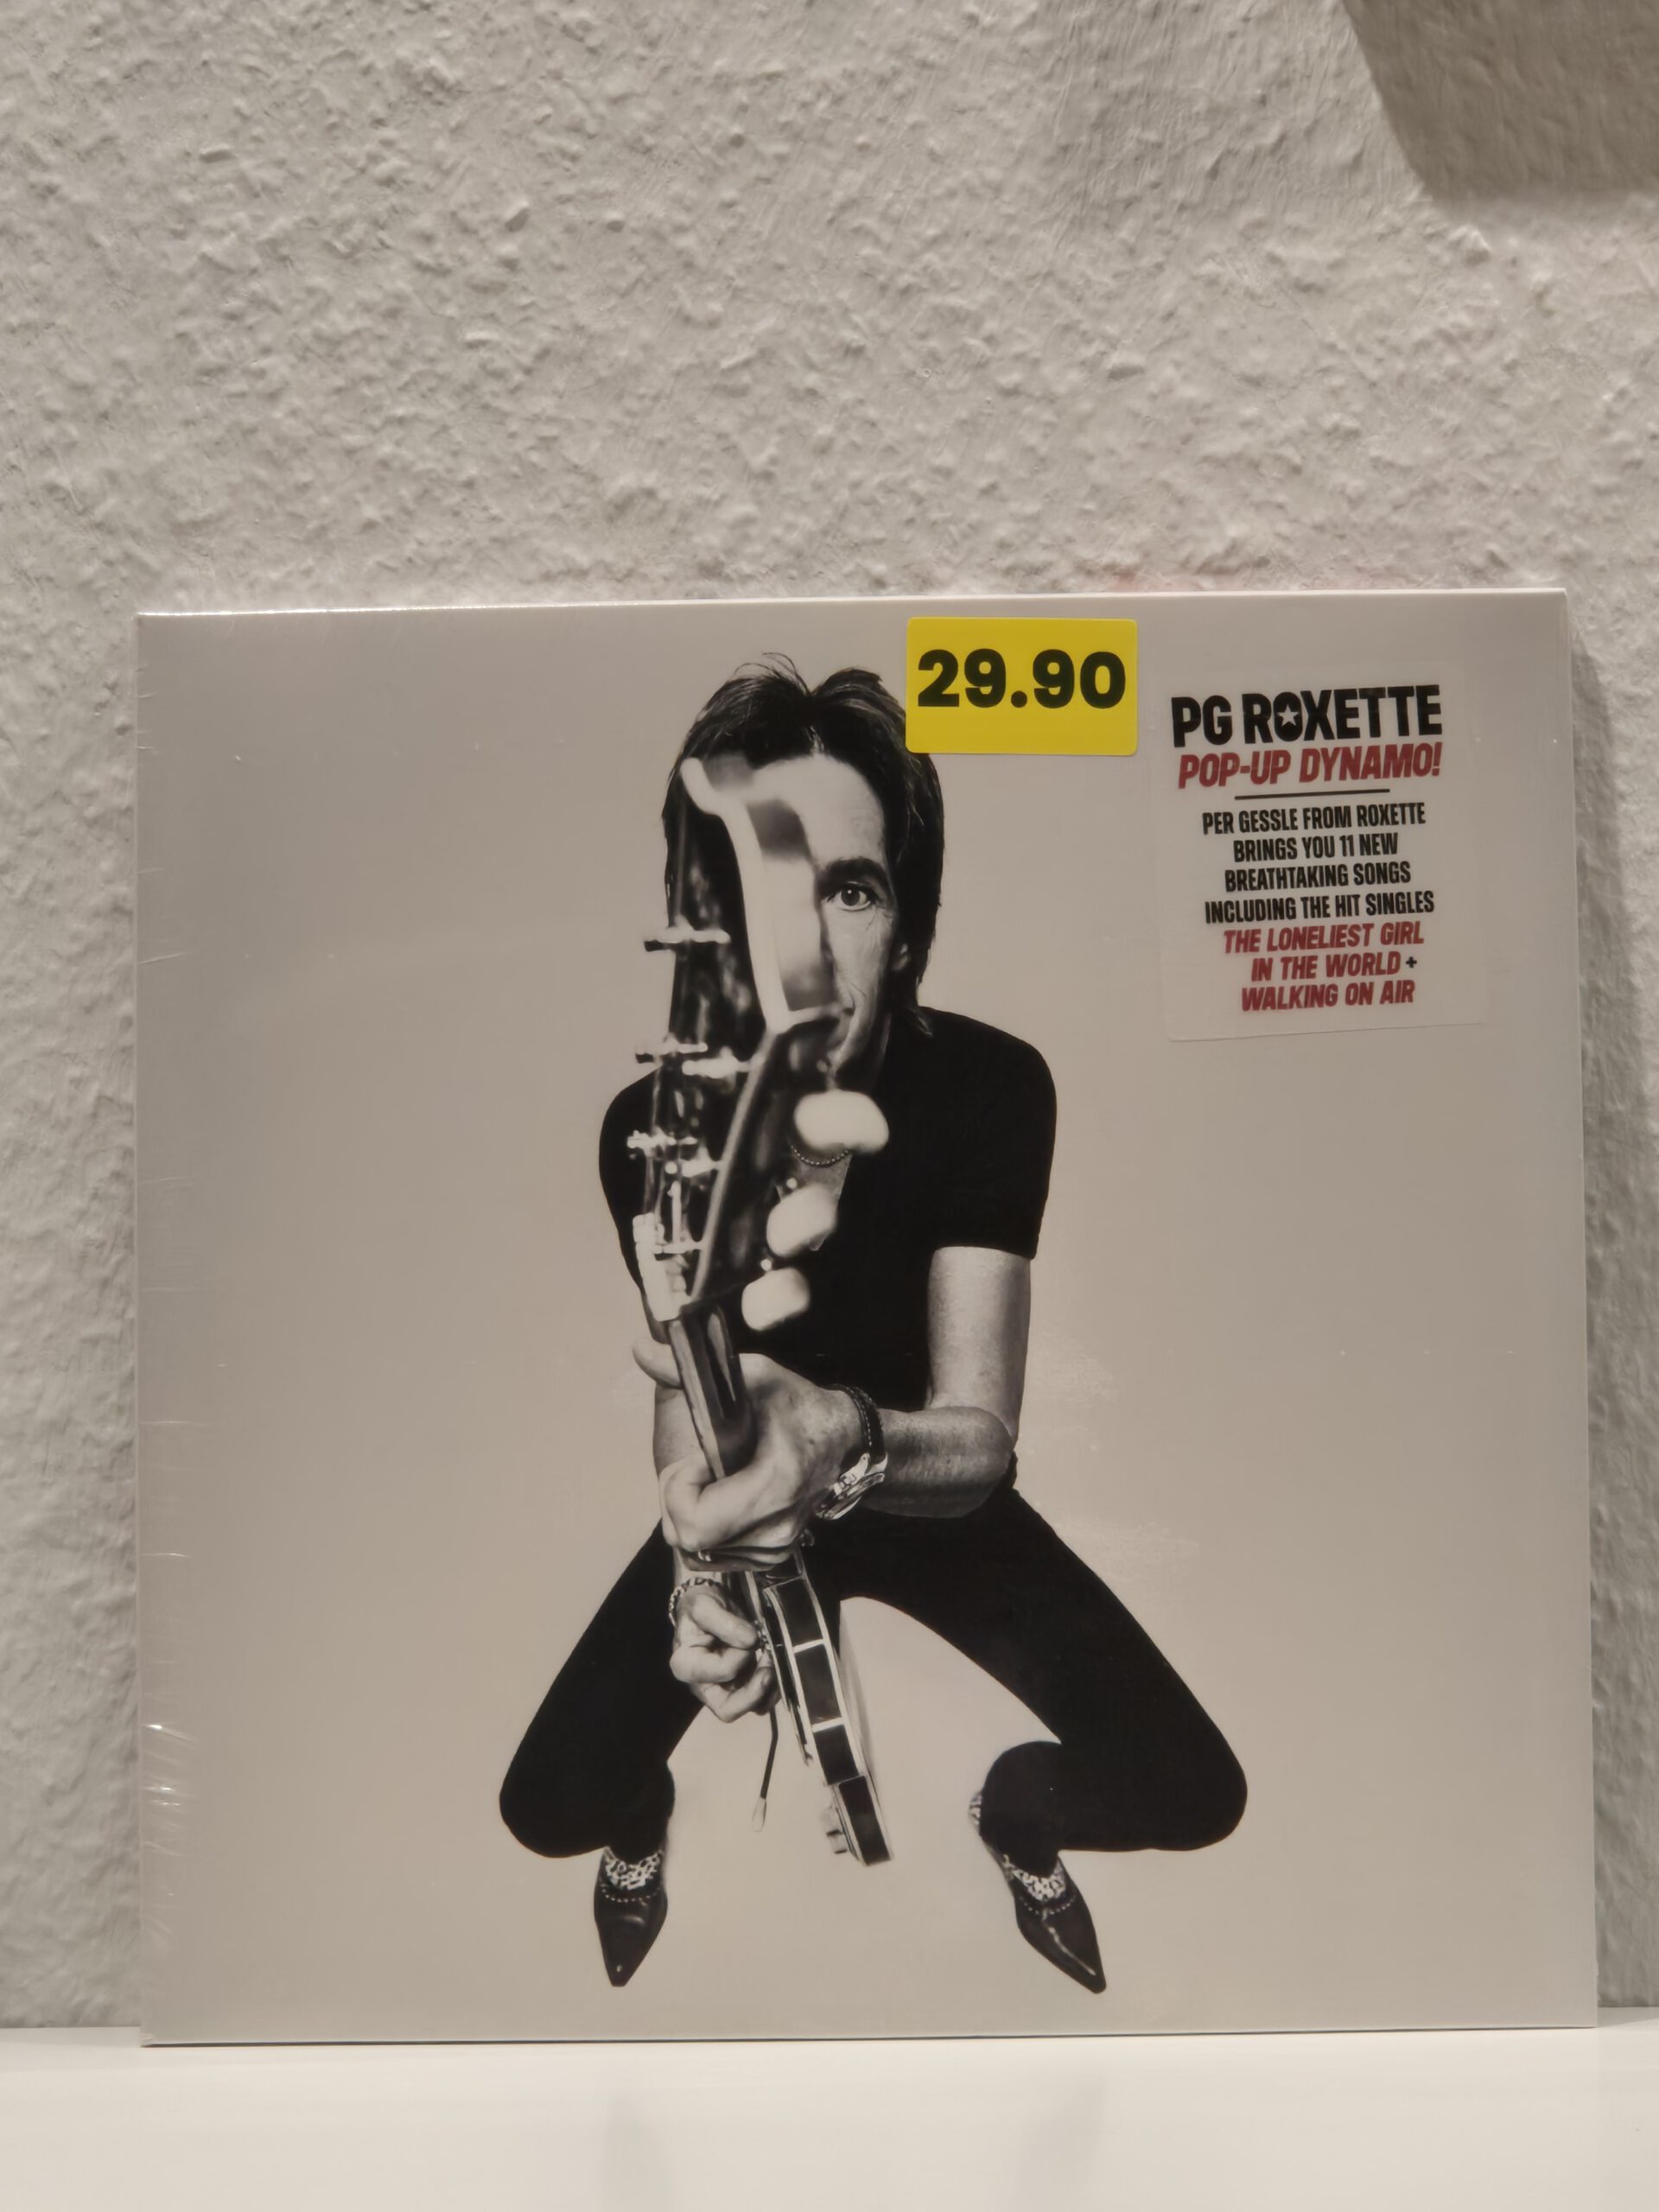 29.90
PG ROXETTE
POP-UP DYNAMO!
PER GESSLE FROM ROXETTE
BRINGS YOU 11 NEW
BREATHTAKING SONGS
INCLUDING THE HIT SINGLES
THE LONELIEST GIRL
IN THE WORLD +
WALKING ON AIR